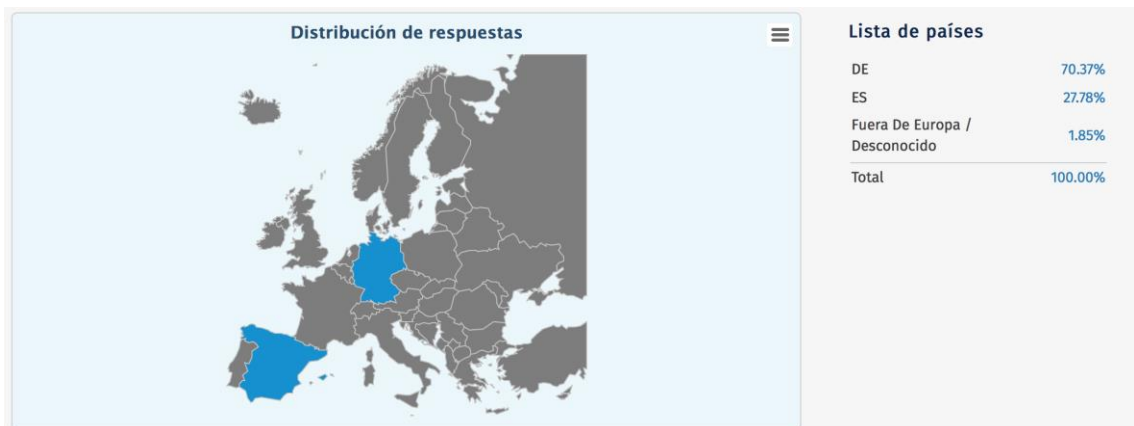 Distribución de respuestas
Lista de países
DE 70.37%
ES 27.78%
Fuera De Europa /
Desconocido 1.85%
Total 100.00%